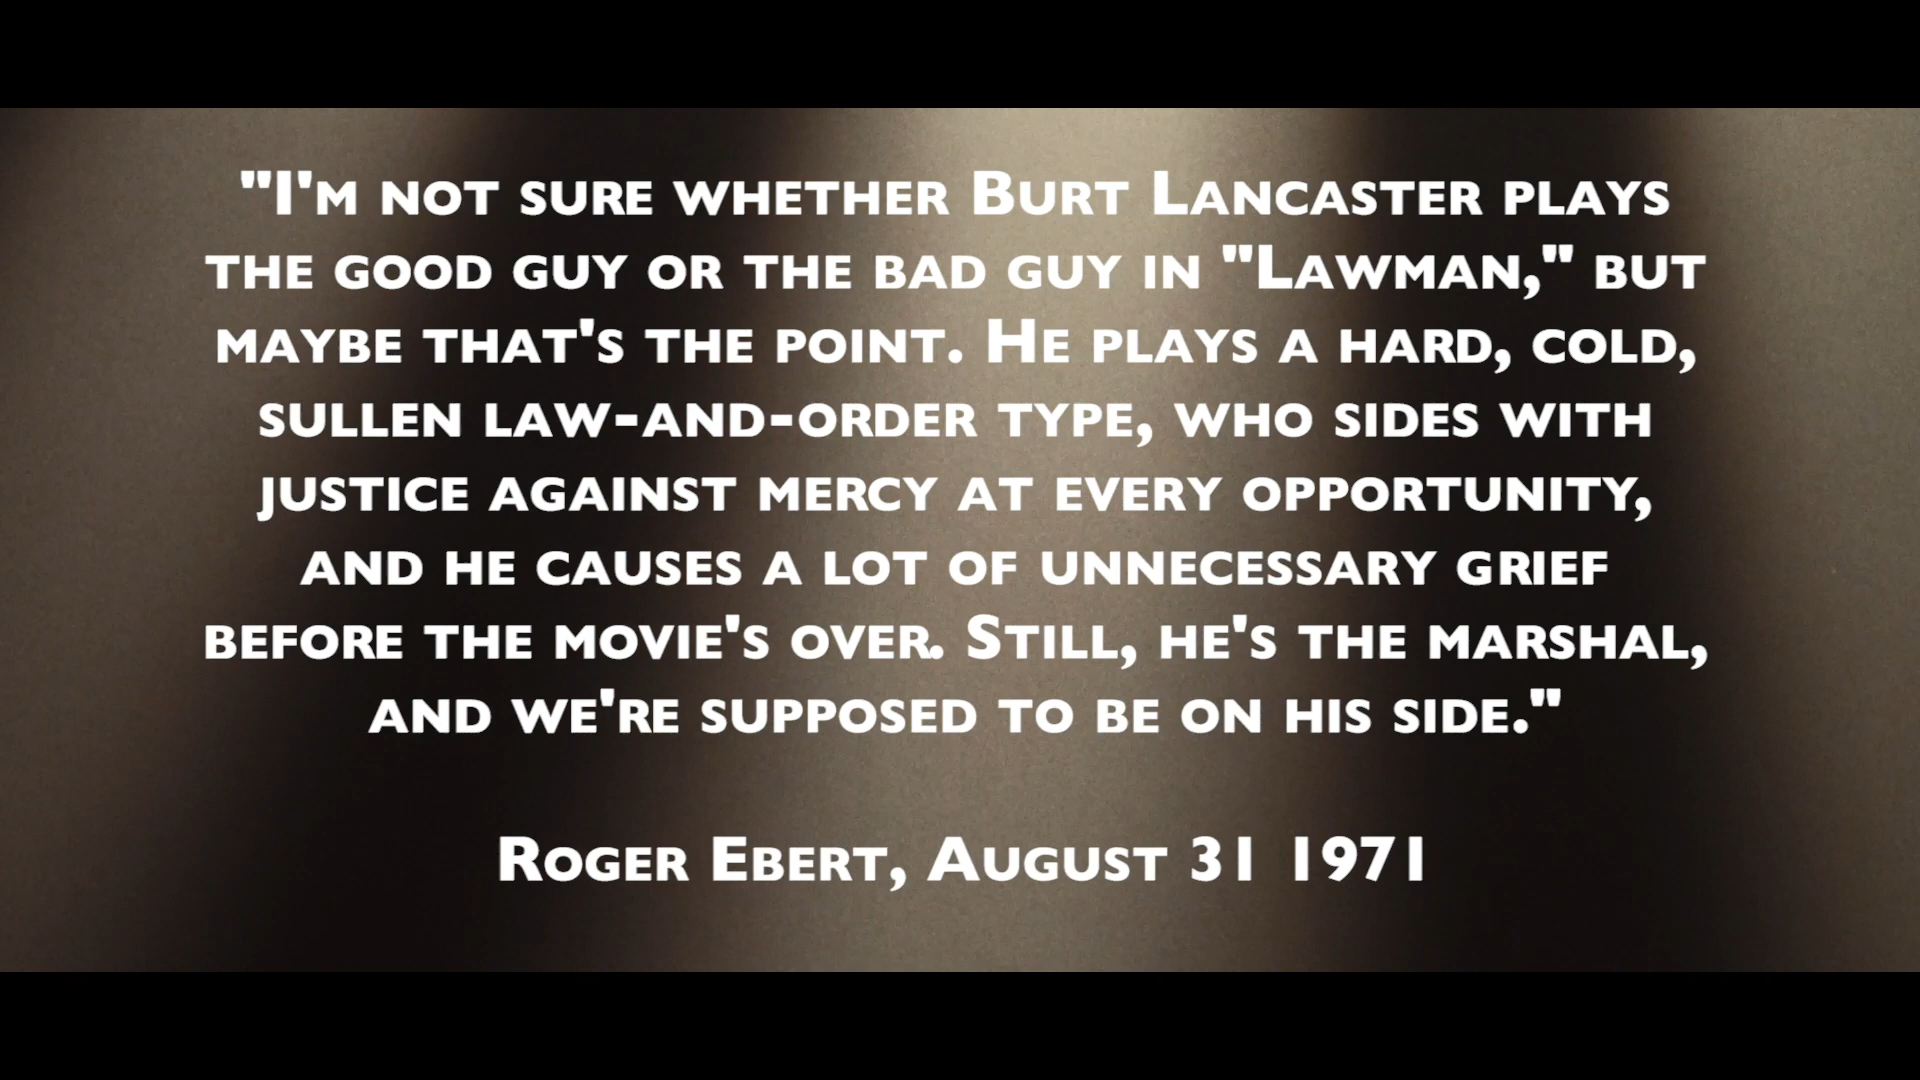 "I'm not sure whether Burt Lancaster plays
the good guy or the bad guy in "Lawman," but
maybe that's the point. He plays a hard, cold,
sullen law-and-order type, who sides with
justice against mercy at every opportunity,
and he causes a lot of unnecessary grief
before the movie's over. Still, he's the marshal,
and we're supposed to be on his side."
Roger Ebert, August 31 1971